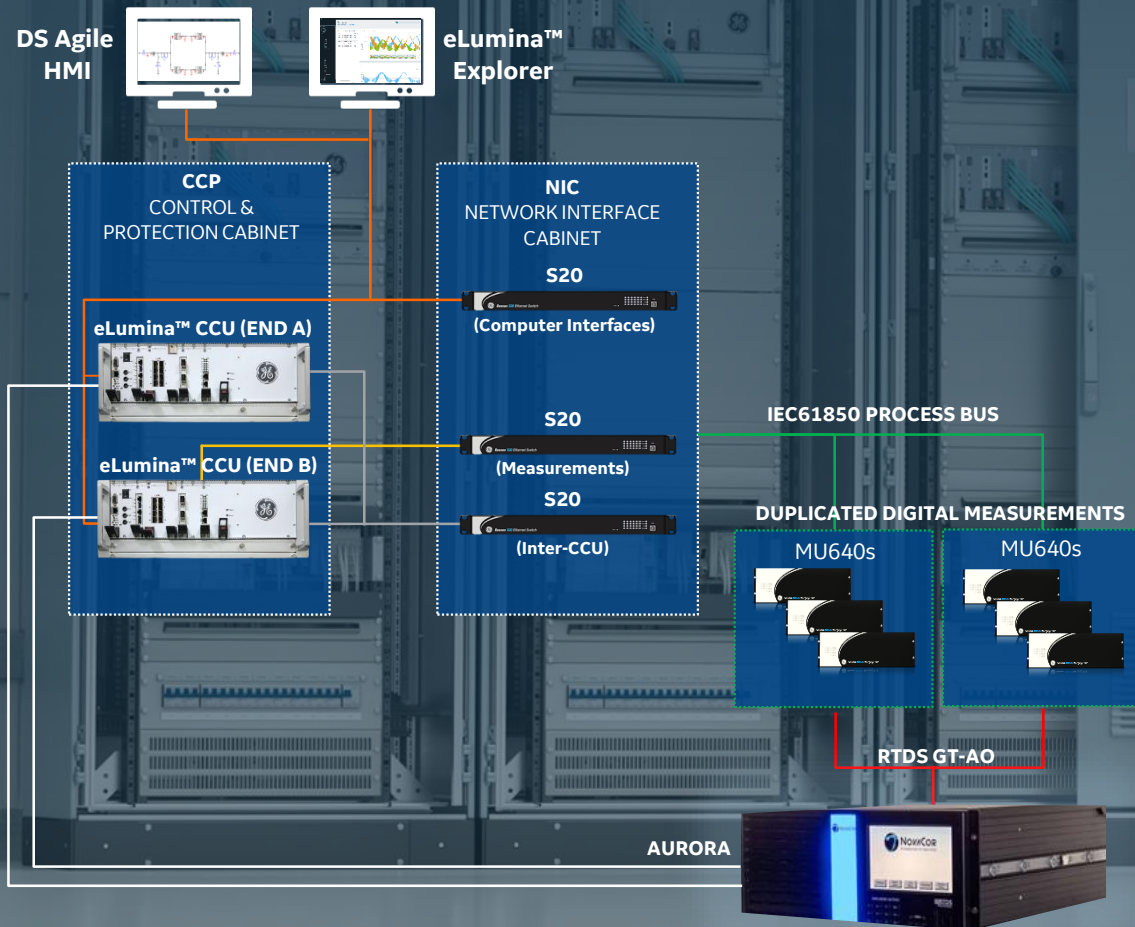 DS Agile
HMI
eLumina™
Explorer
CCP
CONTROL &
PROTECTION CABINET
NIC
NETWORK INTERFACE
CABINET
S20
(Computer Interfaces)
eLumina™ CCU (END A)
S20
(Measurements)
eLumina™ CCU (END B)
S20
(Inter-CCU)
IEC61850 PROCESS BUS
DUPLICATED DIGITAL MEASUREMENTS
MU640s
MU640s
RTDS GT-AO
AURORA
NovaCor